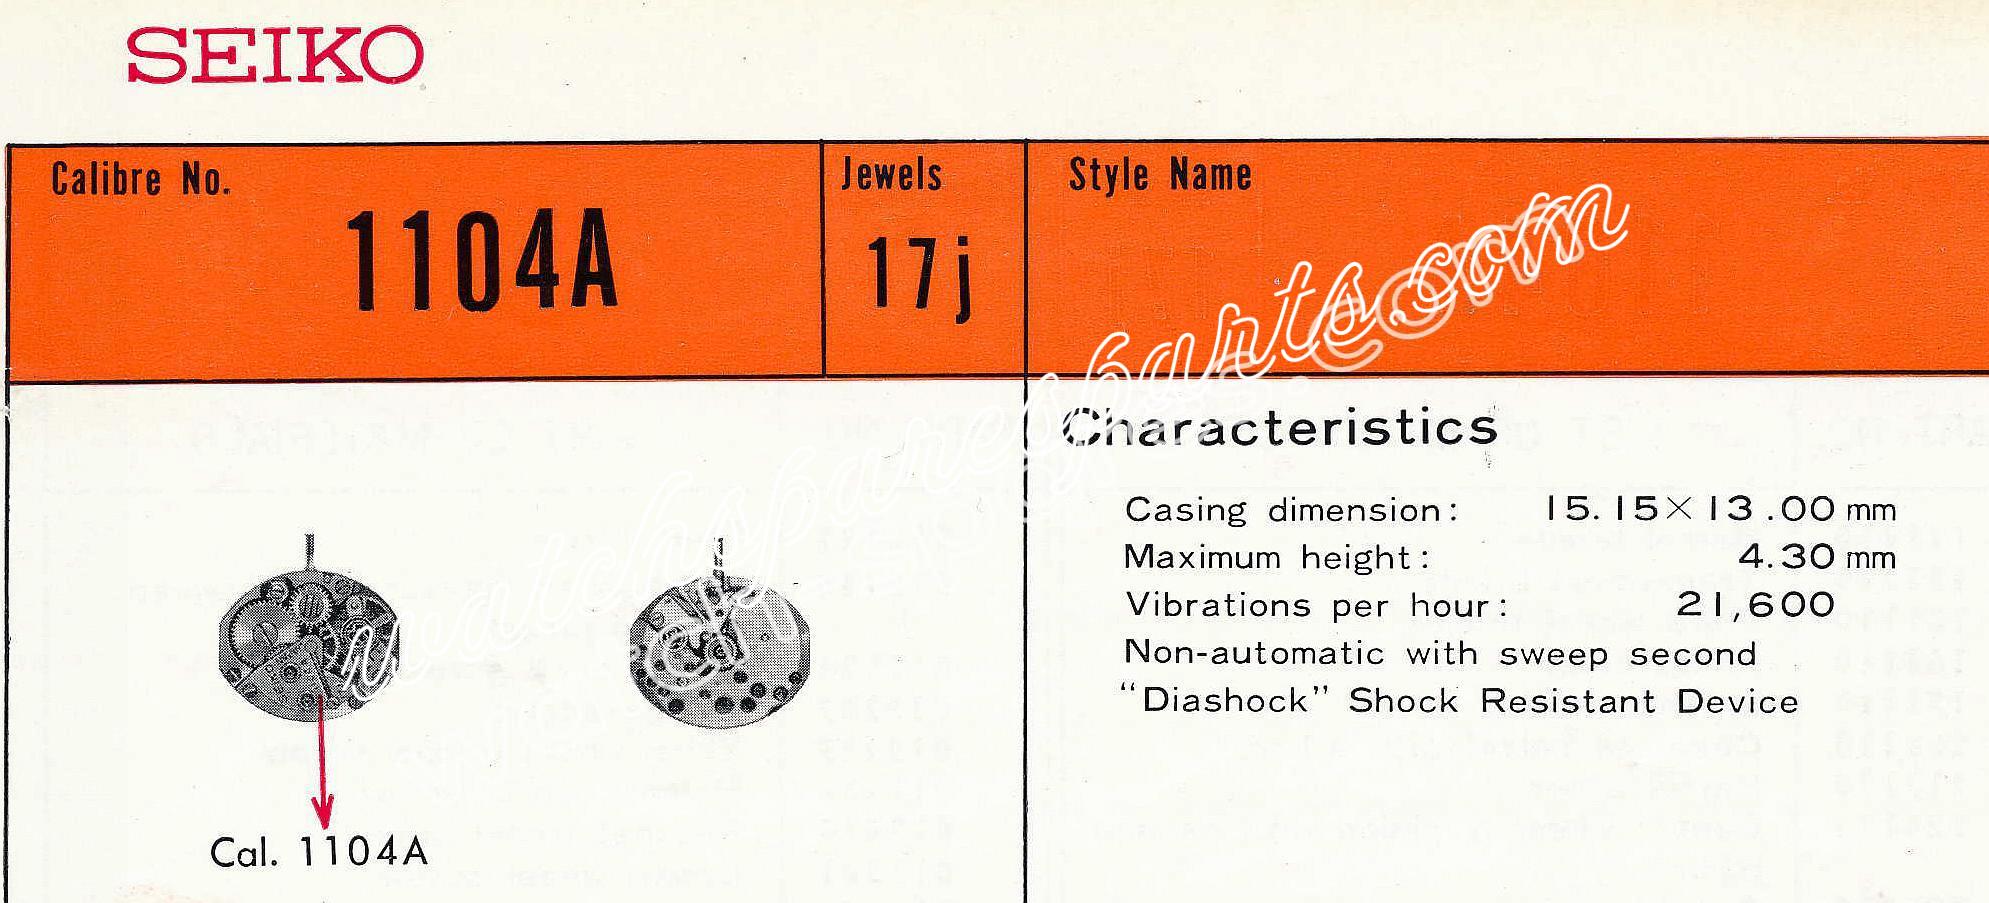 SEIKO
Calibre No.
1104A
Jewels
17j
Style Name
watchspareparts.com
Characteristics
Casing dimension: 15.15×13.00 mm
Maximum height: 4.30 mm
Vibrations per hour: 21,600
Non-automatic with sweep second
"Diashock" Shock Resistant Device
Cal. 1104A